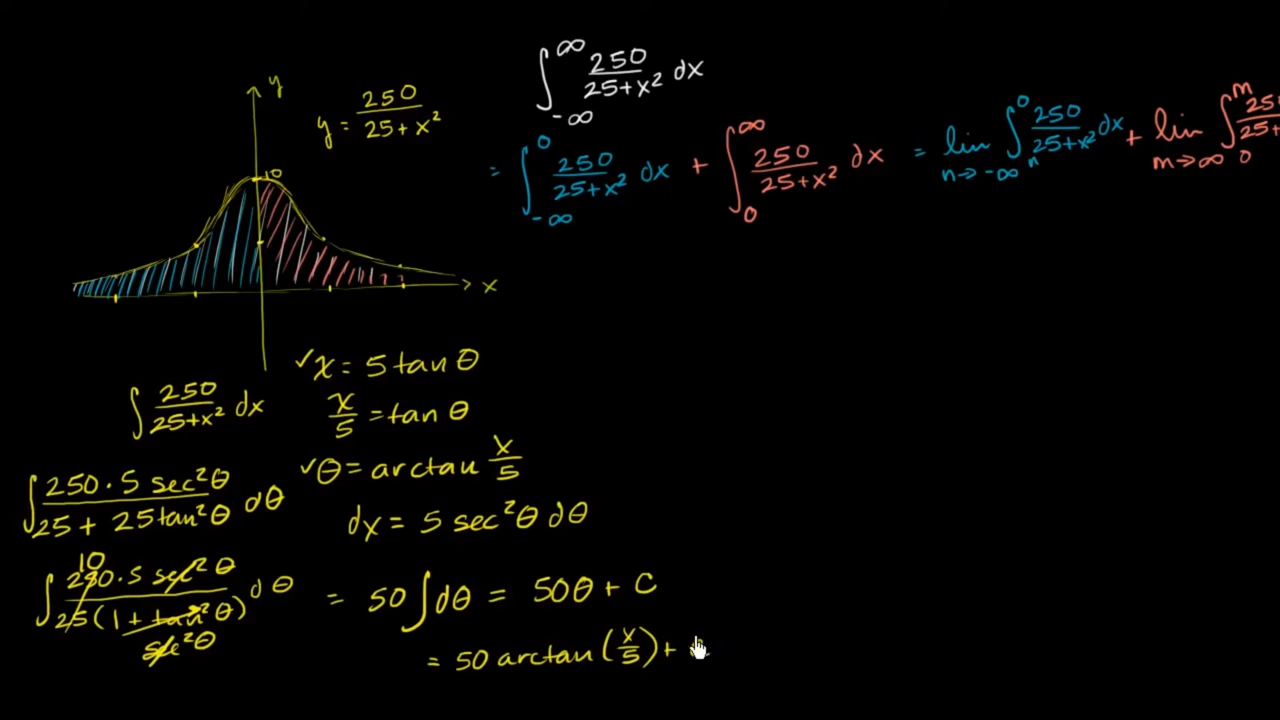 ∫_{-∞}^{∞} 250/(25+x²) dx
y
y = 250/(25+x²)
= ∫_{-∞}^{0} 250/(25+x²) dx + ∫_{0}^{∞} 250/(25+x²) dx = lim_{n→-∞} ∫_{n}^{0} 250/(25+x²) dx + lim_{m→∞} ∫_{0}^{m} 25 / 25+
10
x
∫ 250/(25+x²) dx
✓x = 5 tan θ
x/5 = tan θ
✓θ = arctan x/5
∫ (250·5 sec²θ)/(25 + 25tan²θ) dθ
dx = 5 sec²θ dθ
10
∫ (250·5 sec²θ)/(25(1+tan²θ)) dθ = 50 ∫dθ = 50θ + C
sec²θ
= 50 arctan(x/5) +